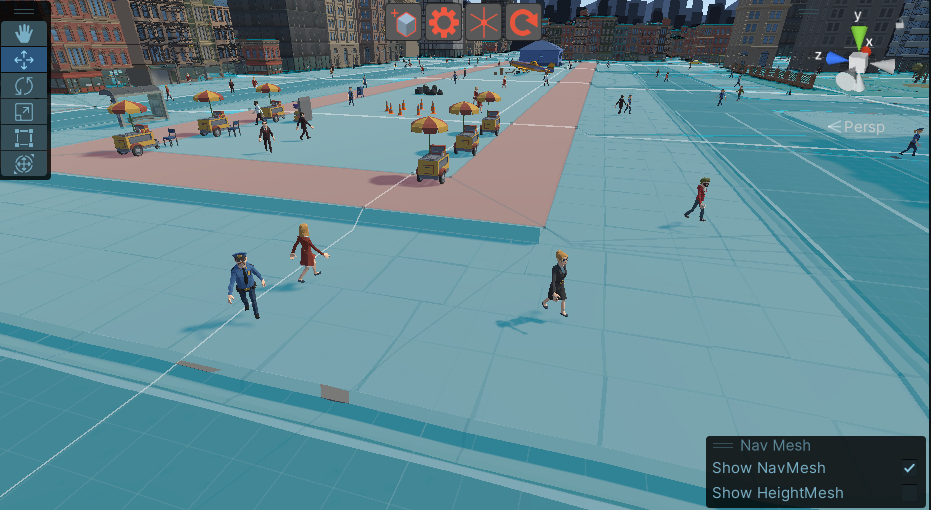 y
x
z
Persp
Nav Mesh
Show NavMesh
Show HeightMesh